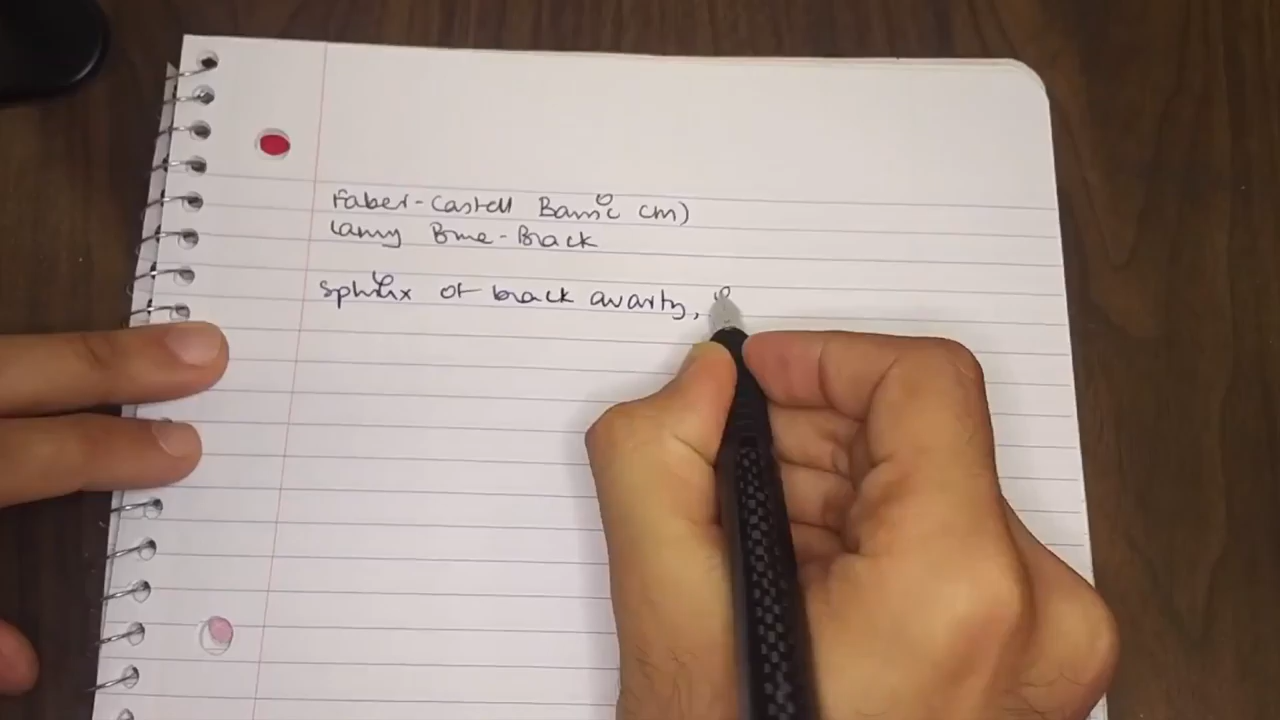 Faber-Castell Basic (m)
Lamy Blue-Black
Sphinx of black quartz,